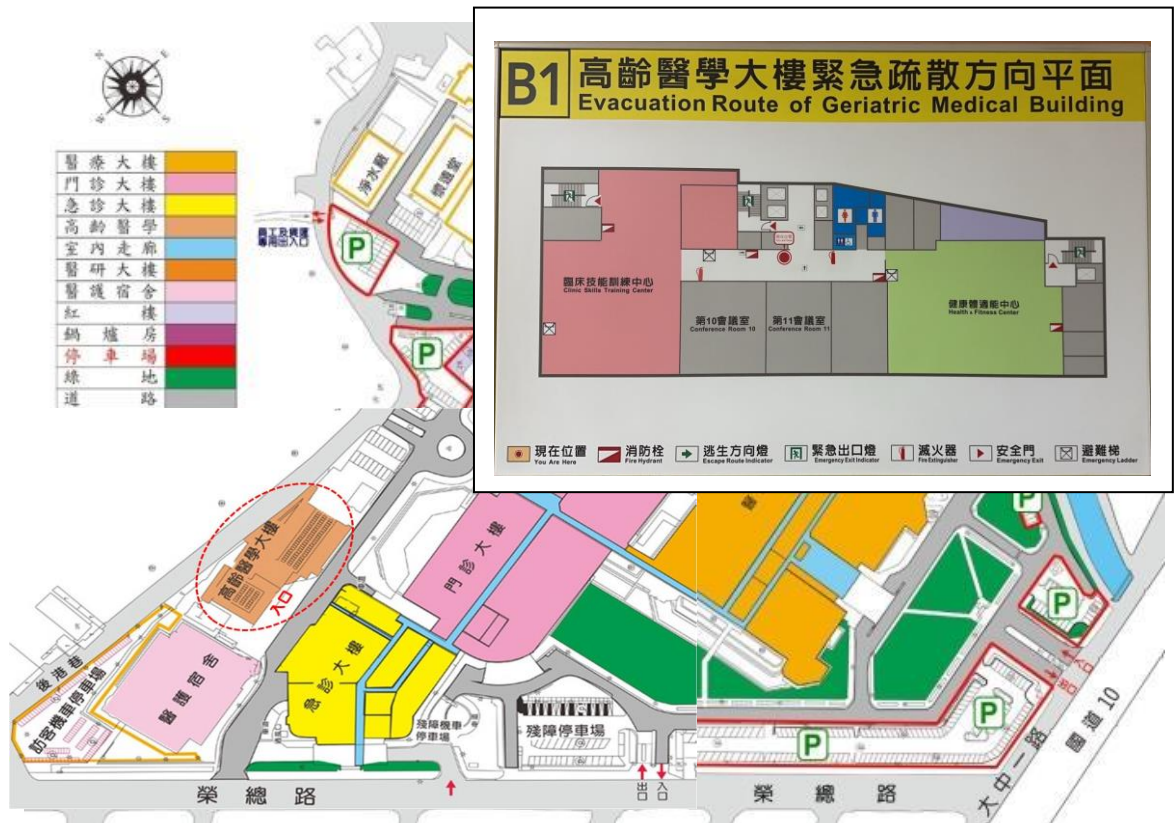 N
E
W
S
醫療大樓
門診大樓
急診大樓
高齡醫學
室內走廊
醫研大樓
醫護宿舍
紅樓
鍋爐房
停車場
綠地
道路
淨水廠
懷遠堂
員工及貨運
專用出入口
P
P
B1
高齡醫學大樓緊急疏散方向平面
Evacuation Route of Geriatric Medical Building
臨床技能訓練中心
Clinic Skills Training Center
第10會議室
Conference Room 10
第11會議室
Conference Room 11
健康體適能中心
Health & Fitness Center
現在位置
You Are Here
消防栓
Fire Hydrant
逃生方向燈
Escape Route Indicator
緊急出口燈
Emergency Exit Indicator
滅火器
Fire Extinguisher
安全門
Emergency Exit
避難梯
Emergency Ladder
高齡醫學大樓
入口
門診大樓
急診大樓
醫護宿舍
後港巷
訪客機車停車場
殘障機車
停車場
殘障停車場
出口
入口
榮總路
榮總路
P
P
P
P
入口
出口
大中一路
國道10